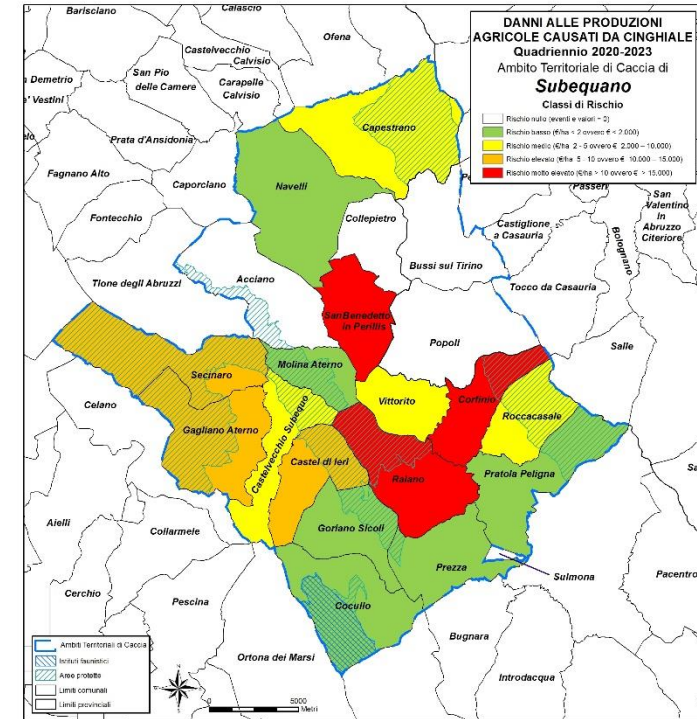 DANNI ALLE PRODUZIONI
AGRICOLE CAUSATI DA CINGHIALE
Quadriennio 2020-2023
Ambito Territoriale di Caccia di
Subequano
Classi di Rischio
Rischio nullo (eventi e valori = 0)
Rischio basso (€/ha < 2 ovvero € < 2.000)
Rischio medio (€/ha 2 - 5 ovvero € 2.000 – 10.000)
Rischio elevato (€/ha 5 - 10 ovvero € 10.000 – 15.000)
Rischio molto elevato (€/ha > 10 ovvero € > 15.000)
Barisciano
Calascio
Ofena
Castelvecchio
Calvisio
San Pio
delle Camere
Carapelle
Calvisio
Demetrio
e' Vestini
Capestrano
Prata d'Ansidonia
Fagnano Alto
Caporciano
Navelli
Collepietro
Fontecchio
Castiglione
a Casauria
Passeri
San
Valentino
in
Abruzzo
Citeriore
Bolognano
Bussi sul Tirino
Tione degli Abruzzi
Acciano
Tocco da Casauria
San Benedetto
in Perillis
Popoli
Salle
Molina Aterno
Secinaro
Celano
Vittorito
Corfinio
Roccacasale
Gagliano Aterno
Castelvecchio Subequo
Castel di Ieri
Raiano
Pratola Peligna
Aielli
Collarmele
Goriano Sicoli
Prezza
Sulmona
Pacentro
Cerchio
Pescina
Cocullo
Bugnara
Ortona dei Marsi
Introdacqua
Ambiti Territoriali di Caccia
Istituti faunistici
Aree protette
Limiti comunali
Limiti provinciali
0
5000
Metri